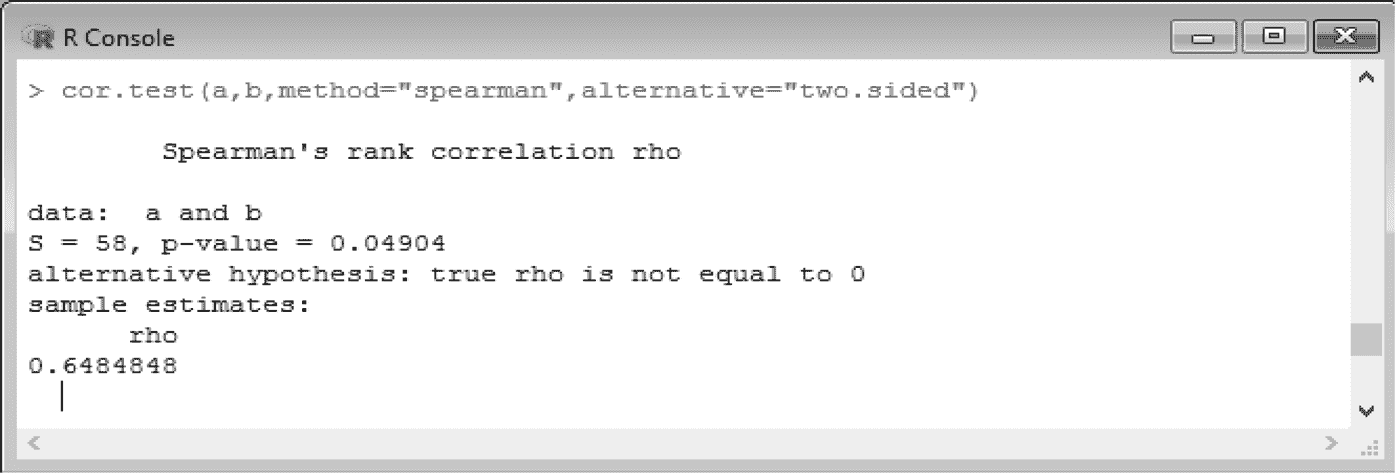 R Console
> cor.test(a,b,method="spearman",alternative="two.sided")
Spearman's rank correlation rho
data:  a and b
S = 58, p-value = 0.04904
alternative hypothesis: true rho is not equal to 0
sample estimates:
rho
0.6484848